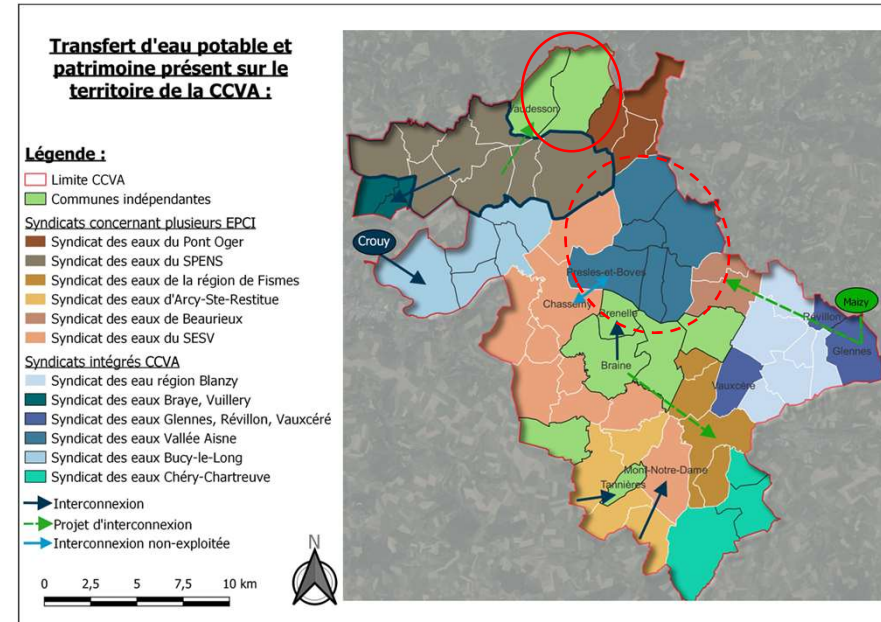 Transfert d'eau potable et
patrimoine présent sur le
territoire de la CCVA :
Légende :
Limite CCVA
Communes indépendantes
Syndicats concernant plusieurs EPCI
Syndicat des eaux du Pont Oger
Syndicat des eaux du SPENS
Syndicat des eaux de la région de Fismes
Syndicat des eaux d'Arcy-Ste-Restitue
Syndicat des eaux de Beaurieux
Syndicat des eaux du SESV
Syndicats intégrés CCVA
Syndicat des eau région Blanzy
Syndicat des eaux Braye, Vuillery
Syndicat des eaux Glennes, Révillon, Vauxcéré
Syndicat des eaux Vallée Aisne
Syndicat des eaux Bucy-le-Long
Syndicat des eaux Chéry-Chartreuve
Interconnexion
Projet d'interconnexion
Interconnexion non-exploitée
N
0 2,5 5 7,5 10 km
Vaudesson
Crouy
Presles-et-Boves
Chassemy
Brenelle
Maizy
Révillon
Glennes
Braine
Vauxcéré
Mont-Notre-Dame
Tannières